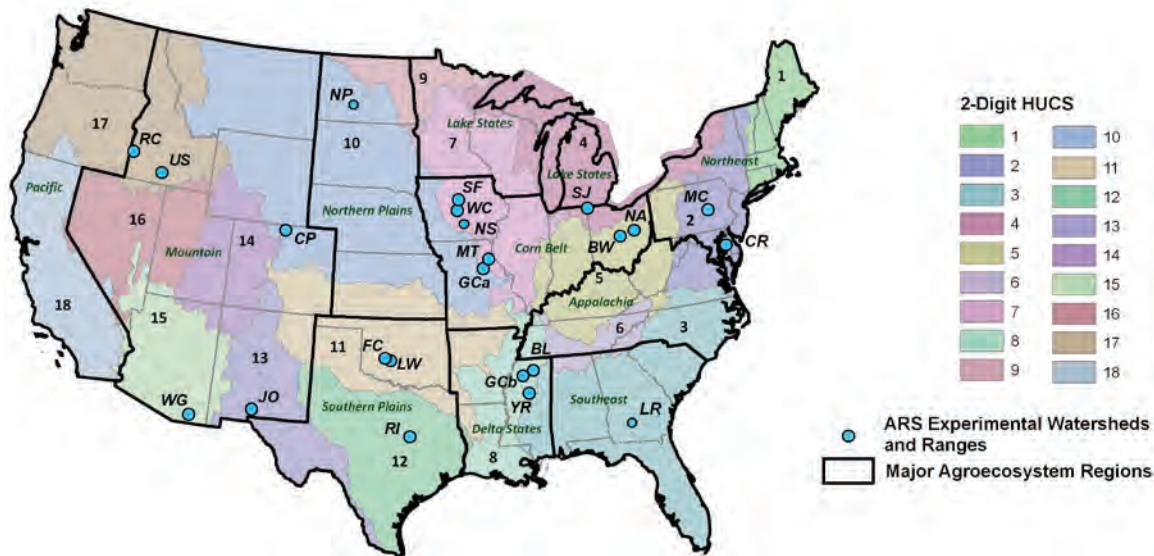 1
9
NP
17
10
7
Lake States
4
Lake States
Northeast
RC
US
Pacific
SF
WC
NS
SJ
NA
MC
2
CR
16
Northern Plains
Mountain
14
CP
Corn Belt
BW
MT
GCa
5
Appalachia
18
15
6
3
13
11
FC
LW
BL
GCb
YR
Southeast
LR
WG
JO
Southern Plains
RI
Delta States
12
8
2-Digit HUCS
1 10
2 11
3 12
4 13
5 14
6 15
7 16
8 17
9 18
ARS Experimental Watersheds
and Ranges
Major Agroecosystem Regions